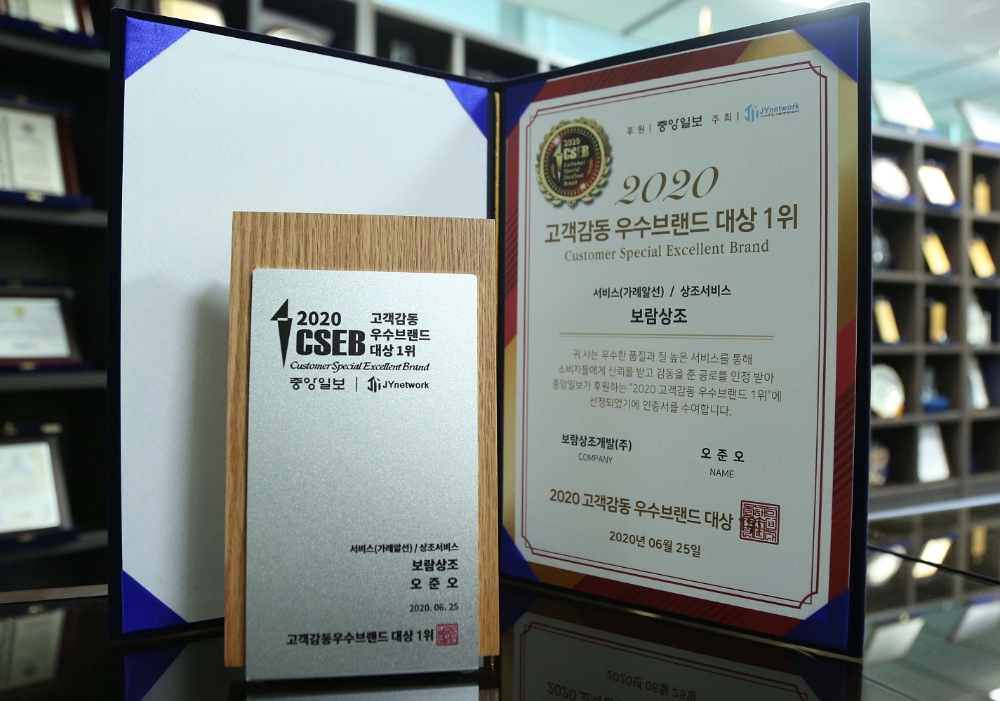 2020
CSEB
고객감동
우수브랜드
대상 1위
Customer Special Excellent Brand
중앙일보 | JYnetwork
서비스(가례알선) / 상조서비스
보람상조
오 준 오
2020. 06. 25
고객감동우수브랜드 대상 1위
후 원 | 중앙일보 주 최 | JYnetwork
2020
CSEB
Customer
Special
Excellent
Brand
2020
고객감동 우수브랜드 대상 1위
Customer Special Excellent Brand
서비스(가례알선) / 상조서비스
보람상조
귀 사는 우수한 품질과 질 높은 서비스를 통해
소비자들에게 신뢰를 받고 감동을 준 공로를 인정 받아
중앙일보가 후원하는 "2020 고객감동 우수브랜드 1위"에
선정되었기에 인증서를 수여합니다.
보람상조개발(주) 오 준 오
COMPANY NAME
2020 고객감동 우수브랜드 대상
2020년 06월 25일